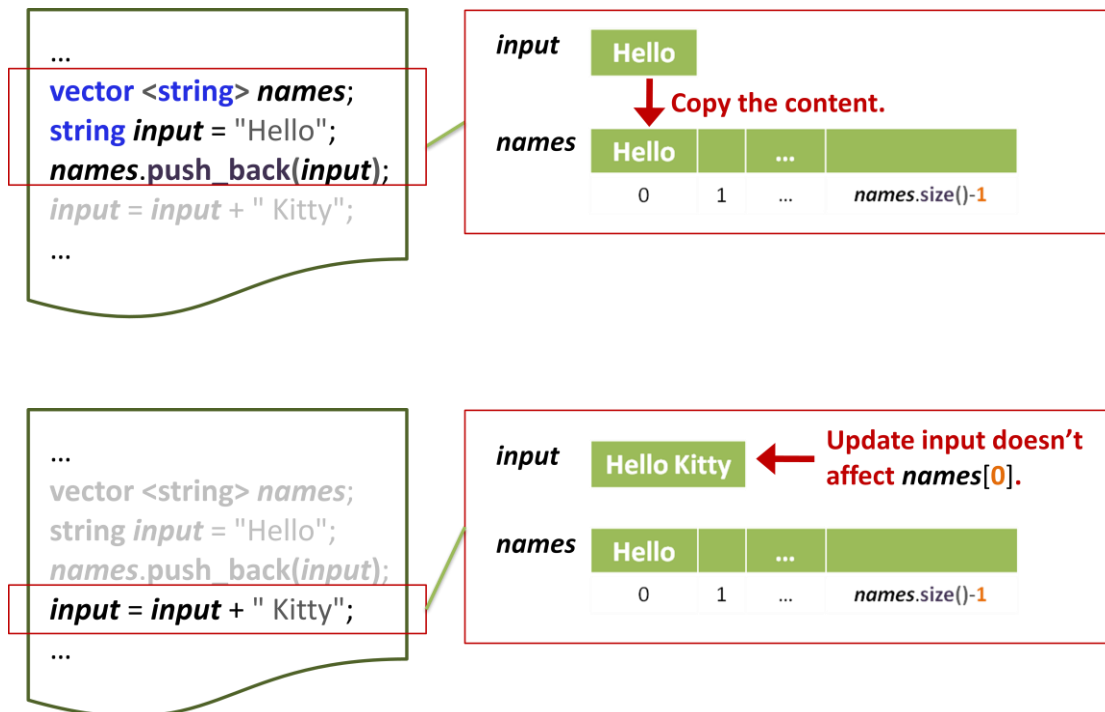 ...
vector <string> names;
string input = "Hello";
names.push_back(input);
input = input + " Kitty";
...
input Hello
Copy the content.
names Hello ...
0 1 ... names.size()-1
...
vector <string> names;
string input = "Hello";
names.push_back(input);
input = input + " Kitty";
...
input Hello Kitty
Update input doesn't
affect names[0].
names Hello ...
0 1 ... names.size()-1